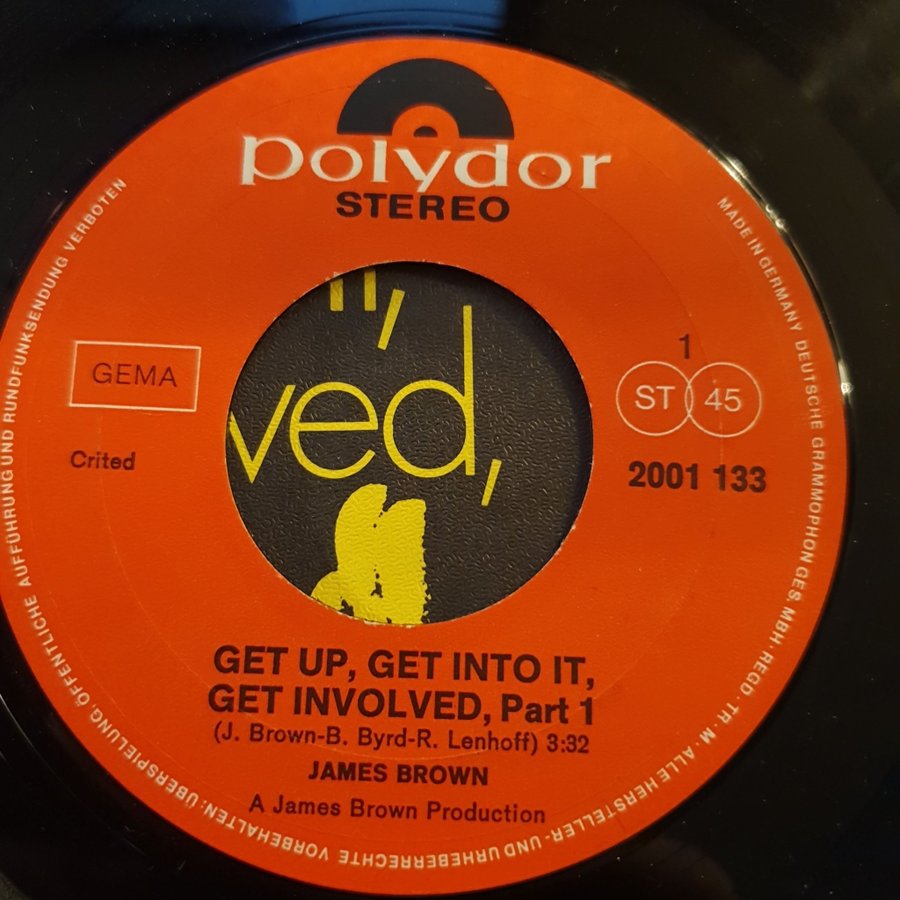 polydor
STEREO
MADE IN GERMANY DEUTSCHE GRAMMOPHON GES. MBH · REGD · TR. M · ALLE HERSTELLER- UND URHEBERRECHTE VORBEHALTEN: ÜBERSPIELUNG, ÖFFENTLICHE AUFFÜHRUNG UND RUNDFUNKSENDUNG VERBOTEN
GEMA
Crited
1
ST 45
2001 133
",
ved,
GET UP, GET INTO IT,
GET INVOLVED, Part 1
(J. Brown-B. Byrd-R. Lenhoff) 3:32
JAMES BROWN
A James Brown Production